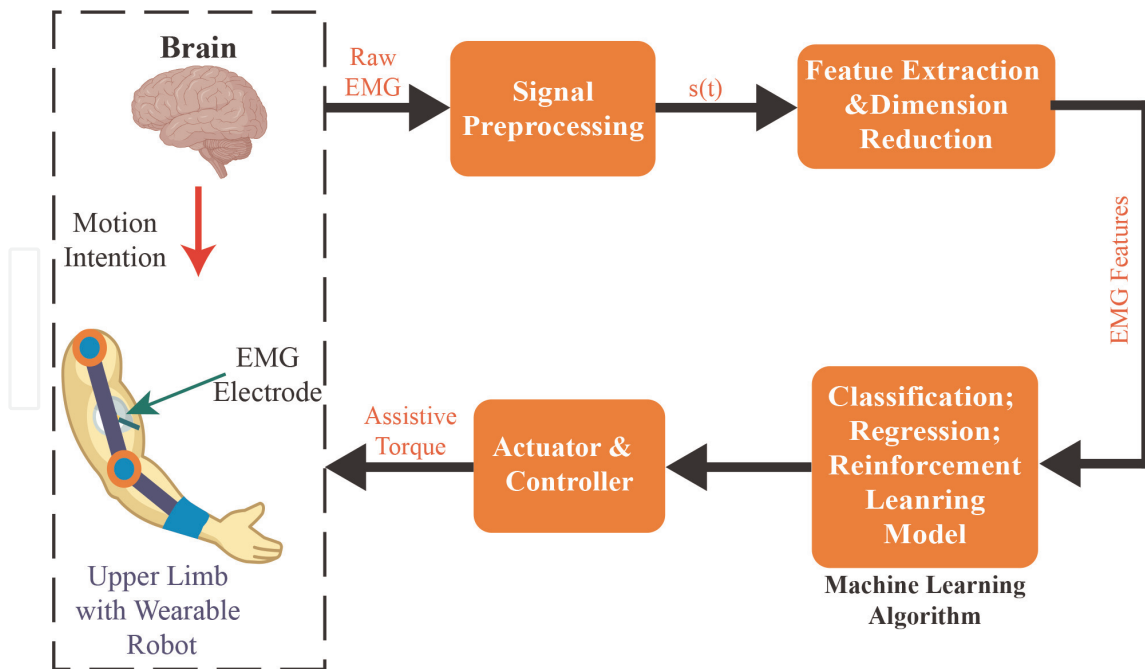 Brain
Motion
Intention
EMG
Electrode
Upper Limb
with Wearable
Robot
Raw
EMG
Signal
Preprocessing
s(t)
Featue Extraction
&Dimension
Reduction
EMG Features
Classification;
Regression;
Reinforcement
Leanring
Model
Machine Learning
Algorithm
Actuator &
Controller
Assistive
Torque